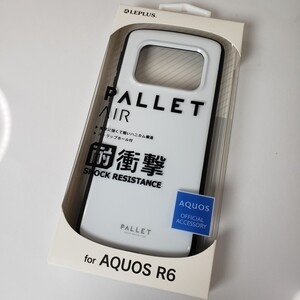 LEPLUS
PALLET
AIR
耐衝撃
SHOCK RESISTANCE
AQUOS
OFFICIAL
ACCESSORY
PALLET
for AQUOS R6